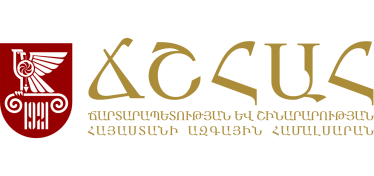 ՃՇՀԱՀ
ՃԱՐՏԱՐԱՊԵՏՈՒԹՅԱՆ ԵՎ ՇԻՆԱՐԱՐՈՒԹՅԱՆ
ՀԱՅԱՍՏԱՆԻ ԱԶԳԱՅԻՆ ՀԱՄԱԼՍԱՐԱՆ
1921